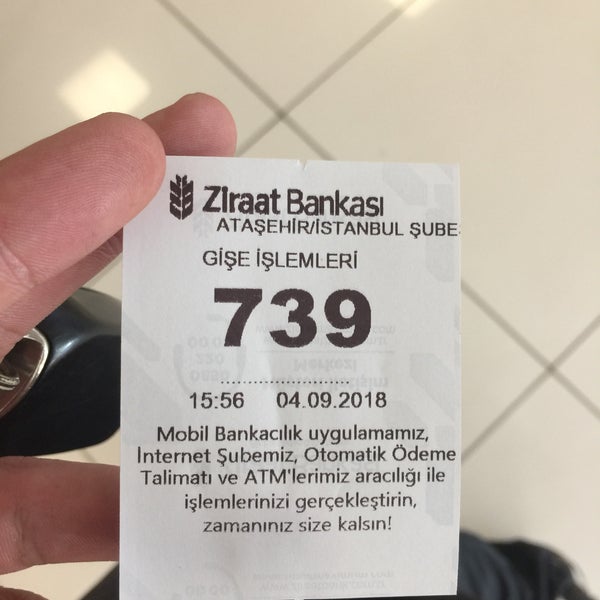 Ziraat Bankası
ATAŞEHİR/İSTANBUL ŞUBE
GİŞE İŞLEMLERİ
739
15:56 04.09.2018
Mobil Bankacılık uygulamamız,
İnternet Şubemiz, Otomatik Ödeme
Talimatı ve ATM'lerimiz aracılığı ile
işlemlerinizi gerçekleştirin,
zamanınız size kalsın!